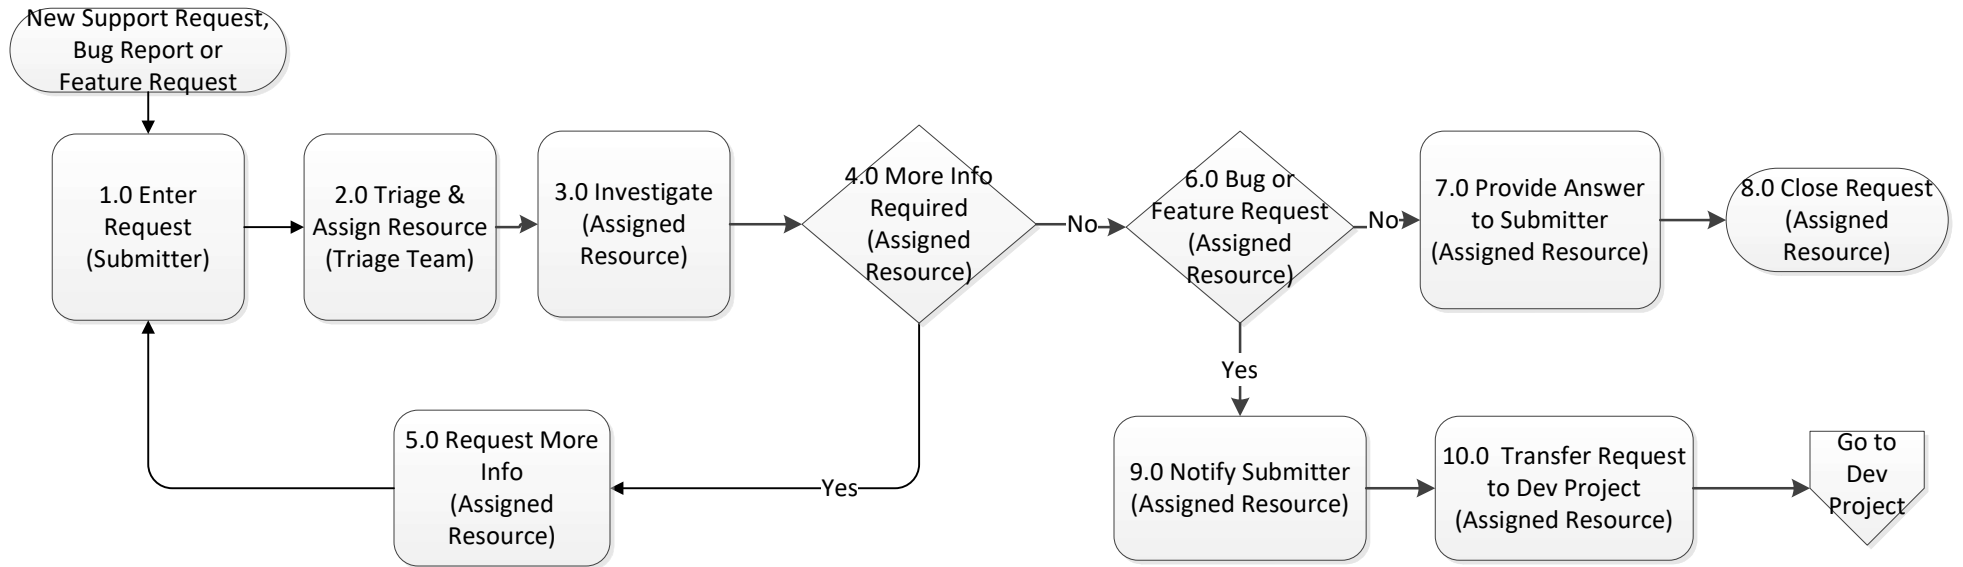 New Support Request,
Bug Report or
Feature Request
1.0 Enter
Request
(Submitter)
2.0 Triage &
Assign Resource
(Triage Team)
3.0 Investigate
(Assigned
Resource)
4.0 More Info
Required
(Assigned
Resource)
No
6.0 Bug or
Feature Request
(Assigned
Resource)
No
7.0 Provide Answer
to Submitter
(Assigned Resource)
8.0 Close Request
(Assigned
Resource)
Yes
5.0 Request More
Info
(Assigned
Resource)
Yes
9.0 Notify Submitter
(Assigned Resource)
10.0  Transfer Request
to Dev Project
(Assigned Resource)
Go to
Dev
Project